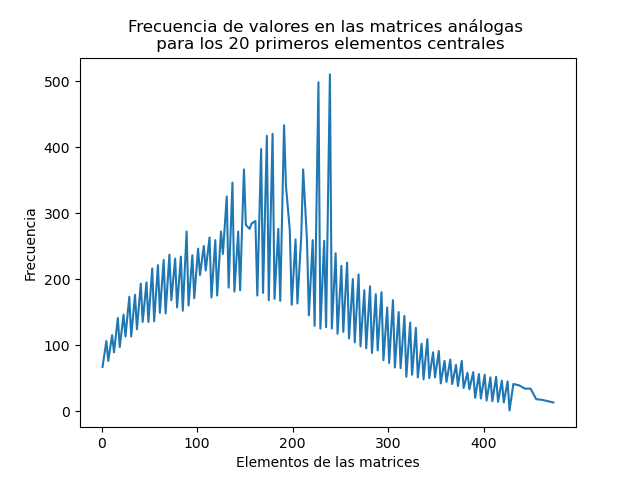 Frecuencia de valores en las matrices análogas
para los 20 primeros elementos centrales
500
400
300
200
100
0
Frecuencia
0 100 200 300 400
Elementos de las matrices